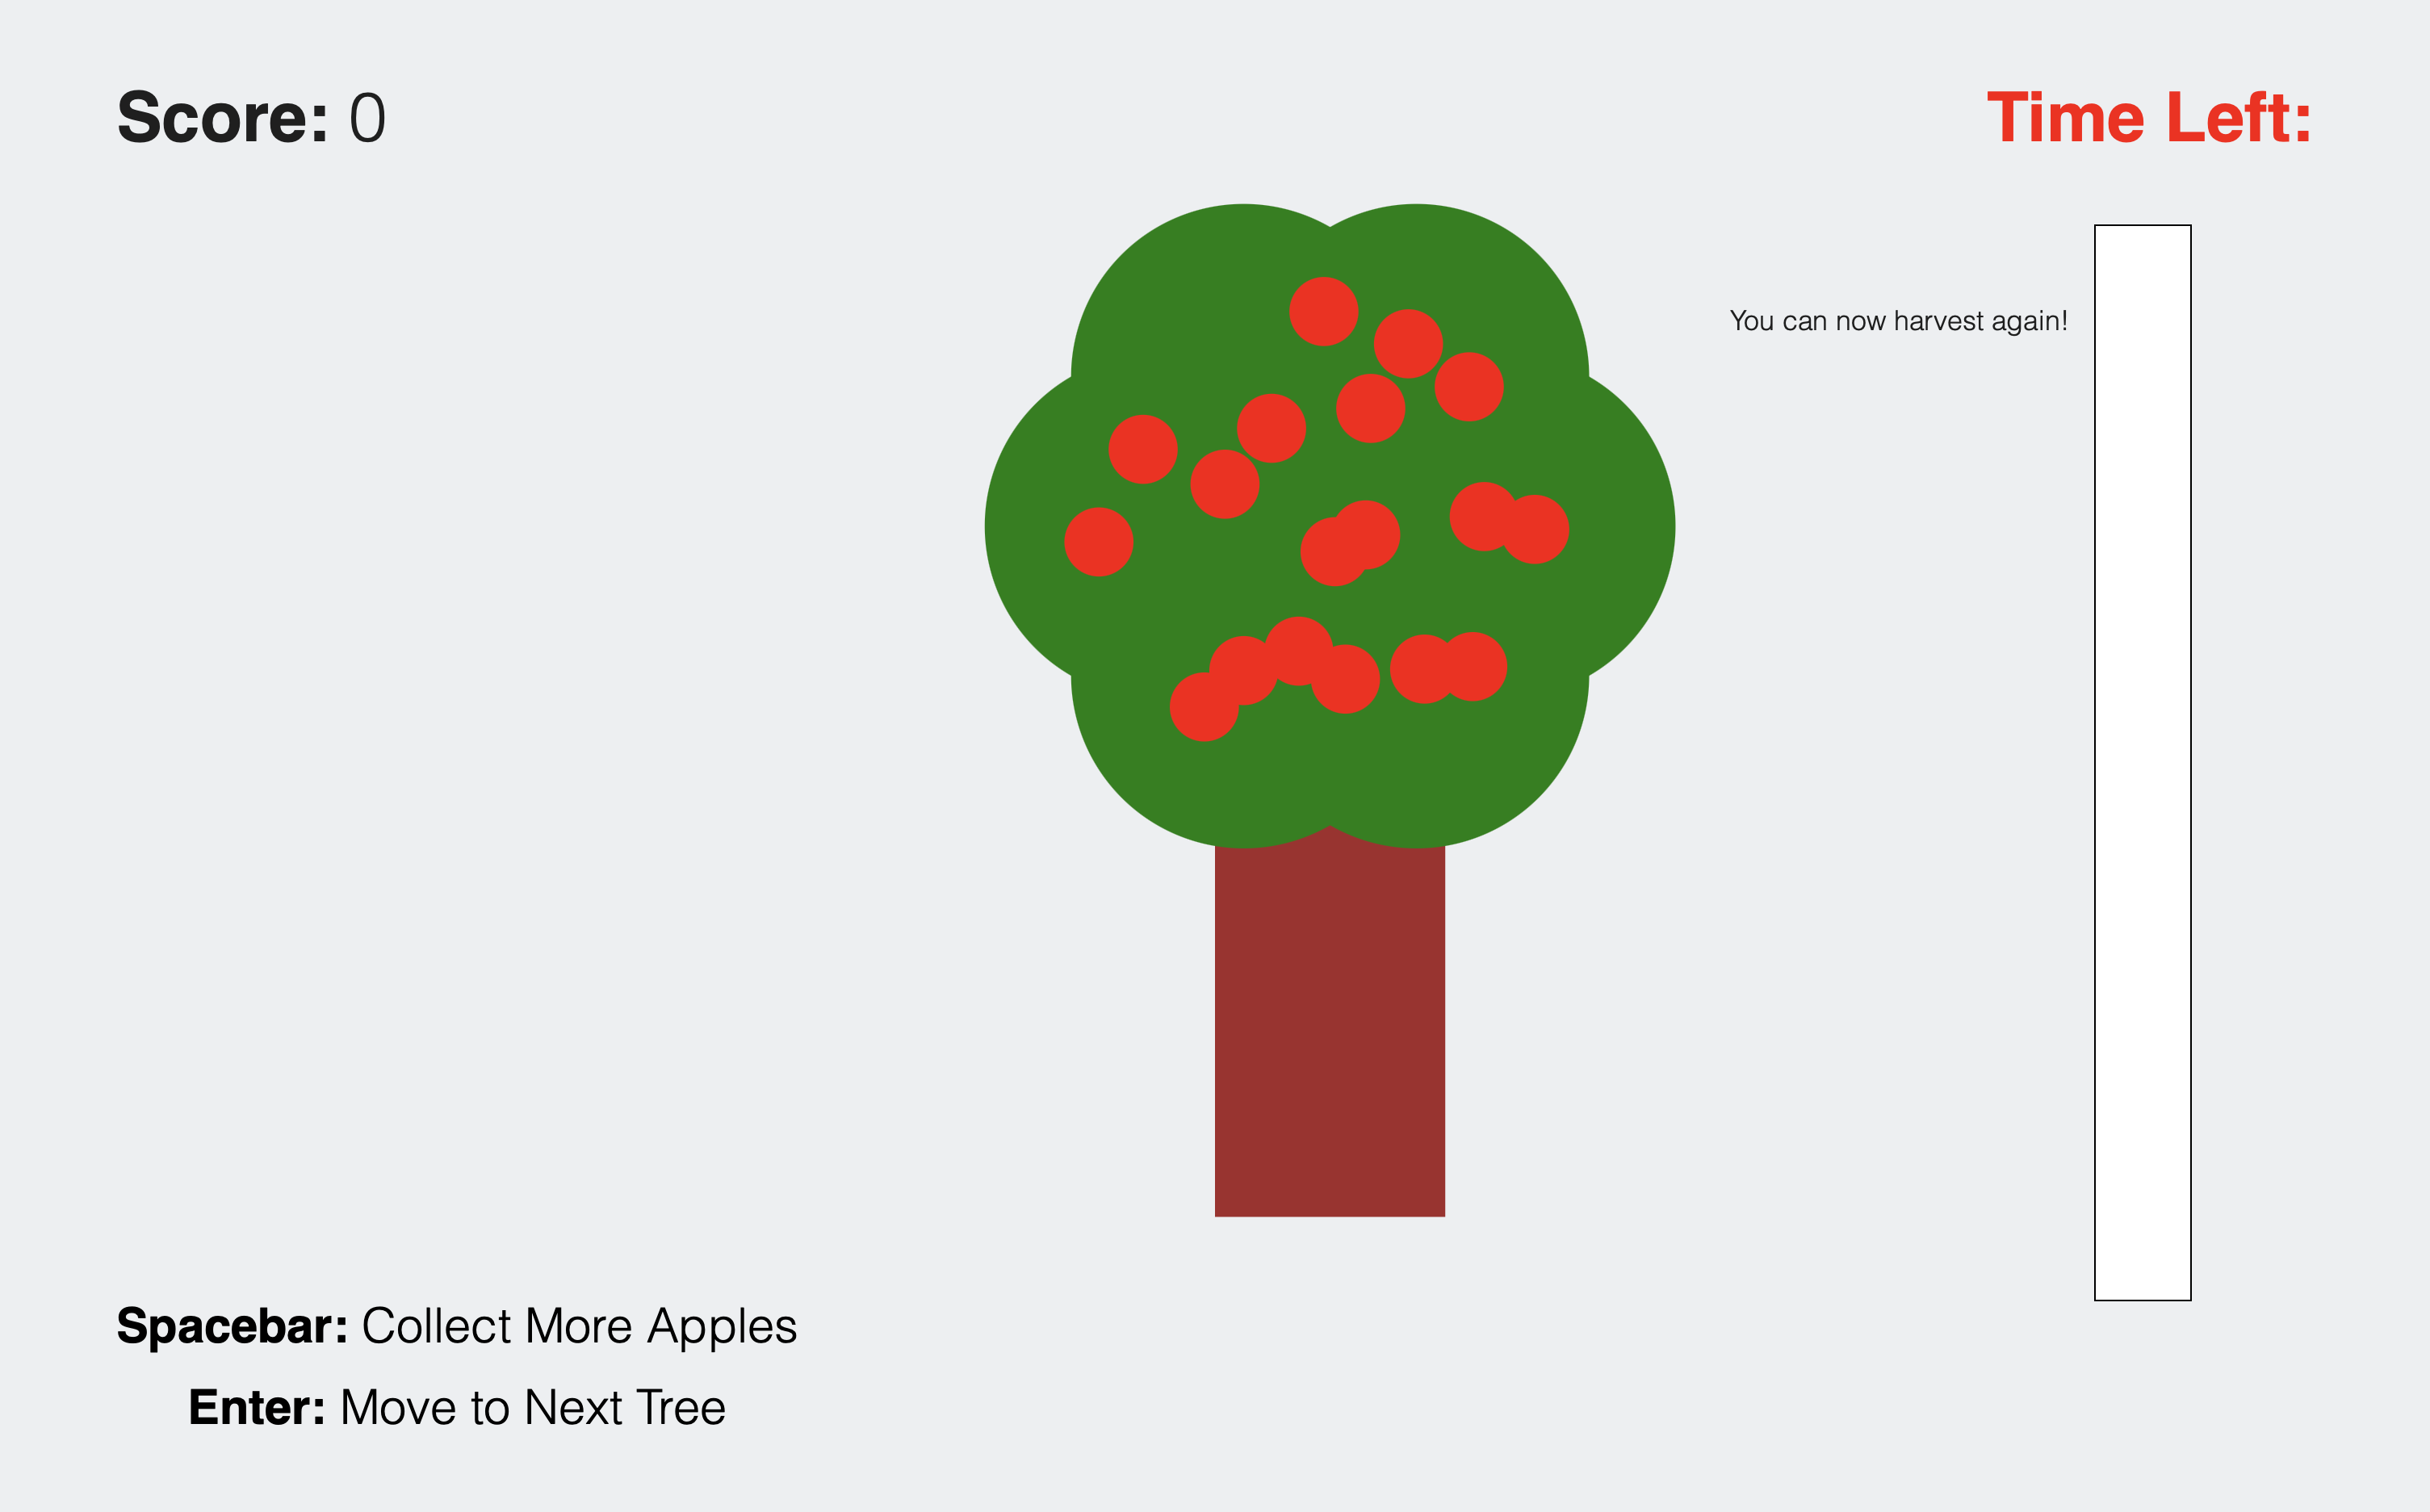 Score: 0
Time Left:
You can now harvest again!
Spacebar: Collect More Apples
Enter: Move to Next Tree